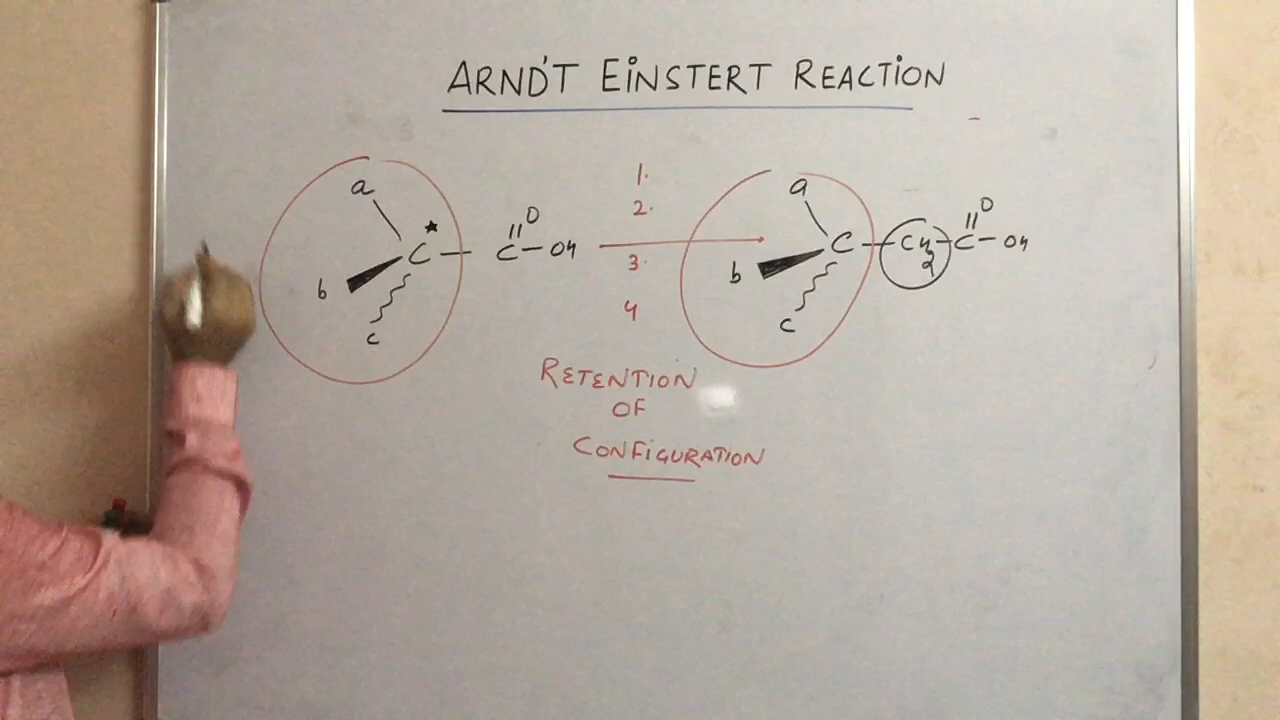 ARND'T EINSTERT REACTION
a
C* — C=O — OH
b
c
1.
2.
3.
4
a
C — CH2 — C=O — OH
b
c
RETENTION
OF
CONFIGURATION